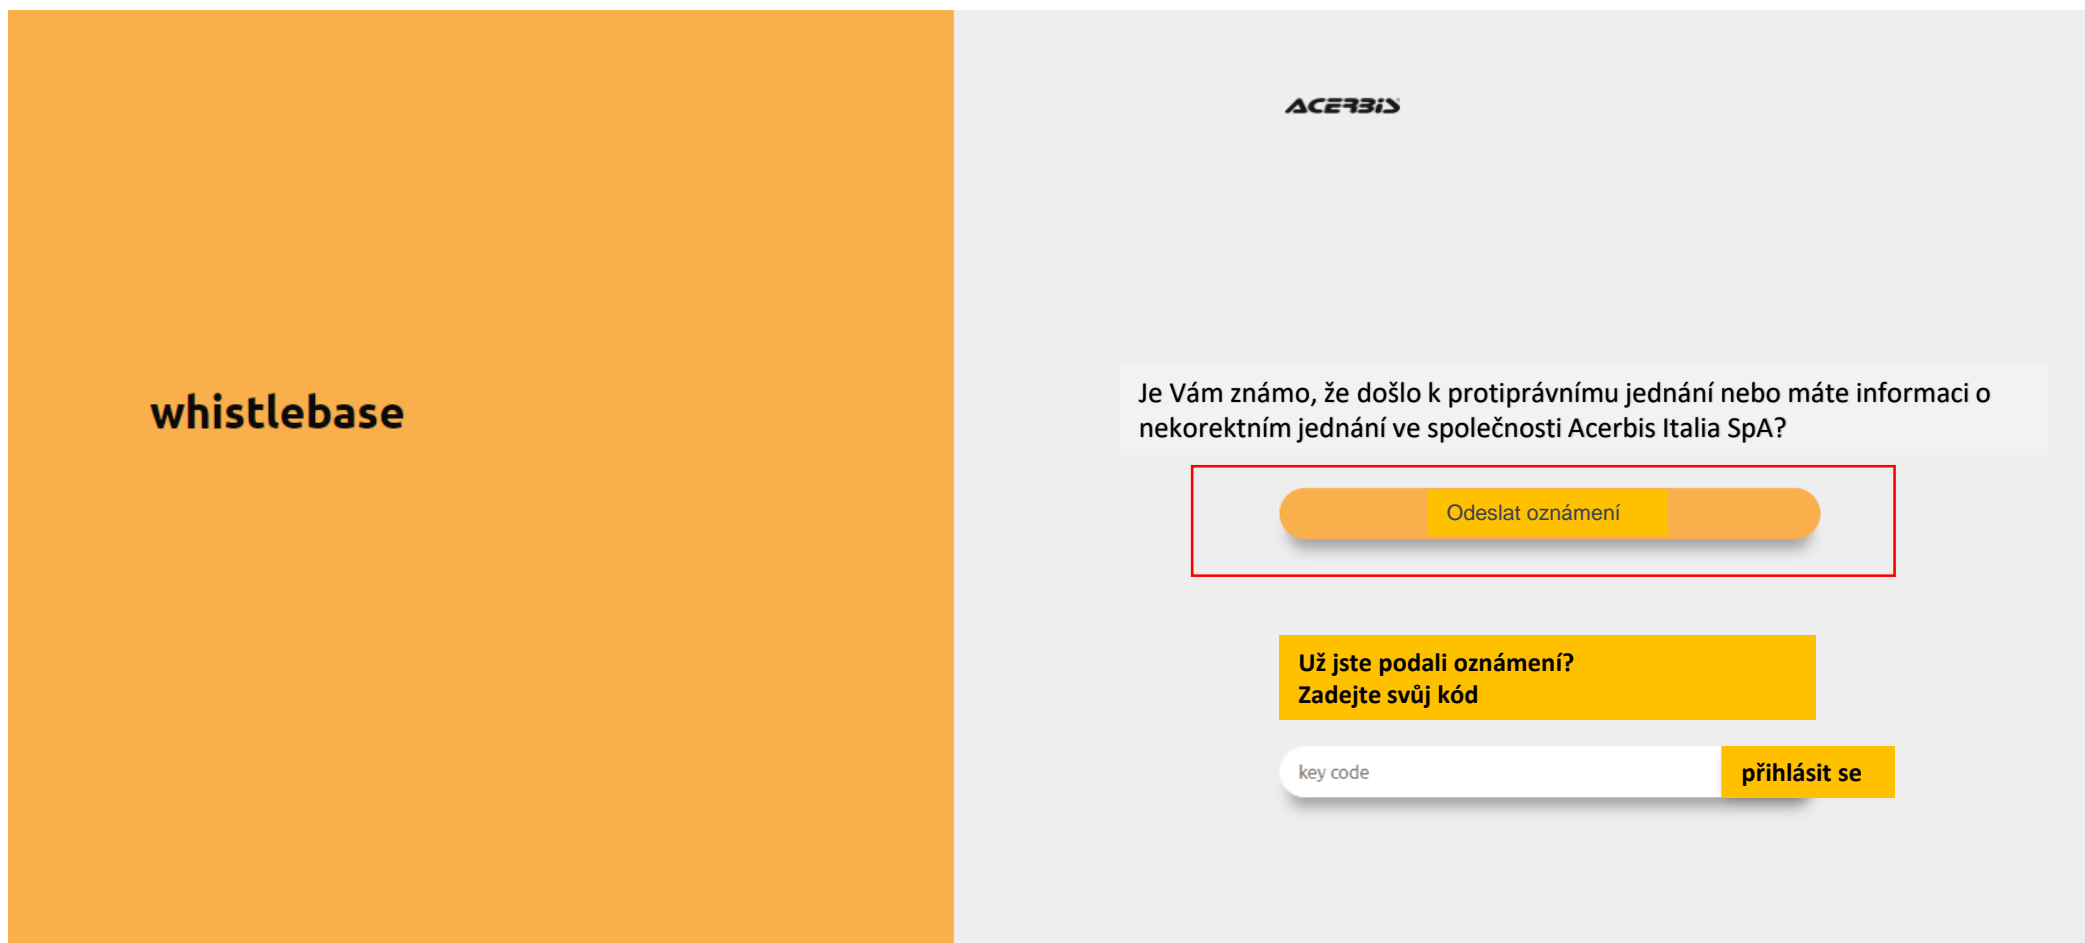 ACERBIS
whistlebase
Je Vám známo, že došlo k protiprávnímu jednání nebo máte informaci o
nekorektním jednání ve společnosti Acerbis Italia SpA?
Odeslat oznámení
Už jste podali oznámení?
Zadejte svůj kód
key code
přihlásit se